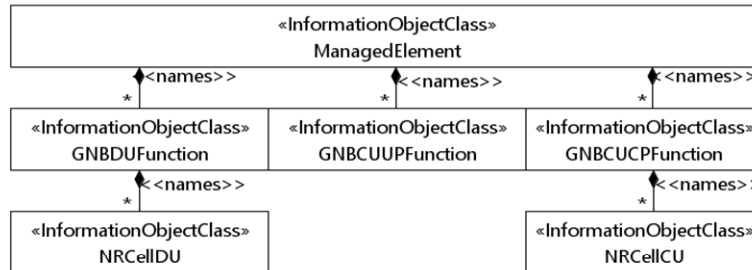 «InformationObjectClass»
ManagedElement
<<names>> <<names>> <<names>>
* * *
«InformationObjectClass» «InformationObjectClass» «InformationObjectClass»
GNBDUFunction GNBCUUPFunction GNBCUCPFunction
<<names>> <<names>>
* *
«InformationObjectClass» «InformationObjectClass»
NRCellDU NRCellCU